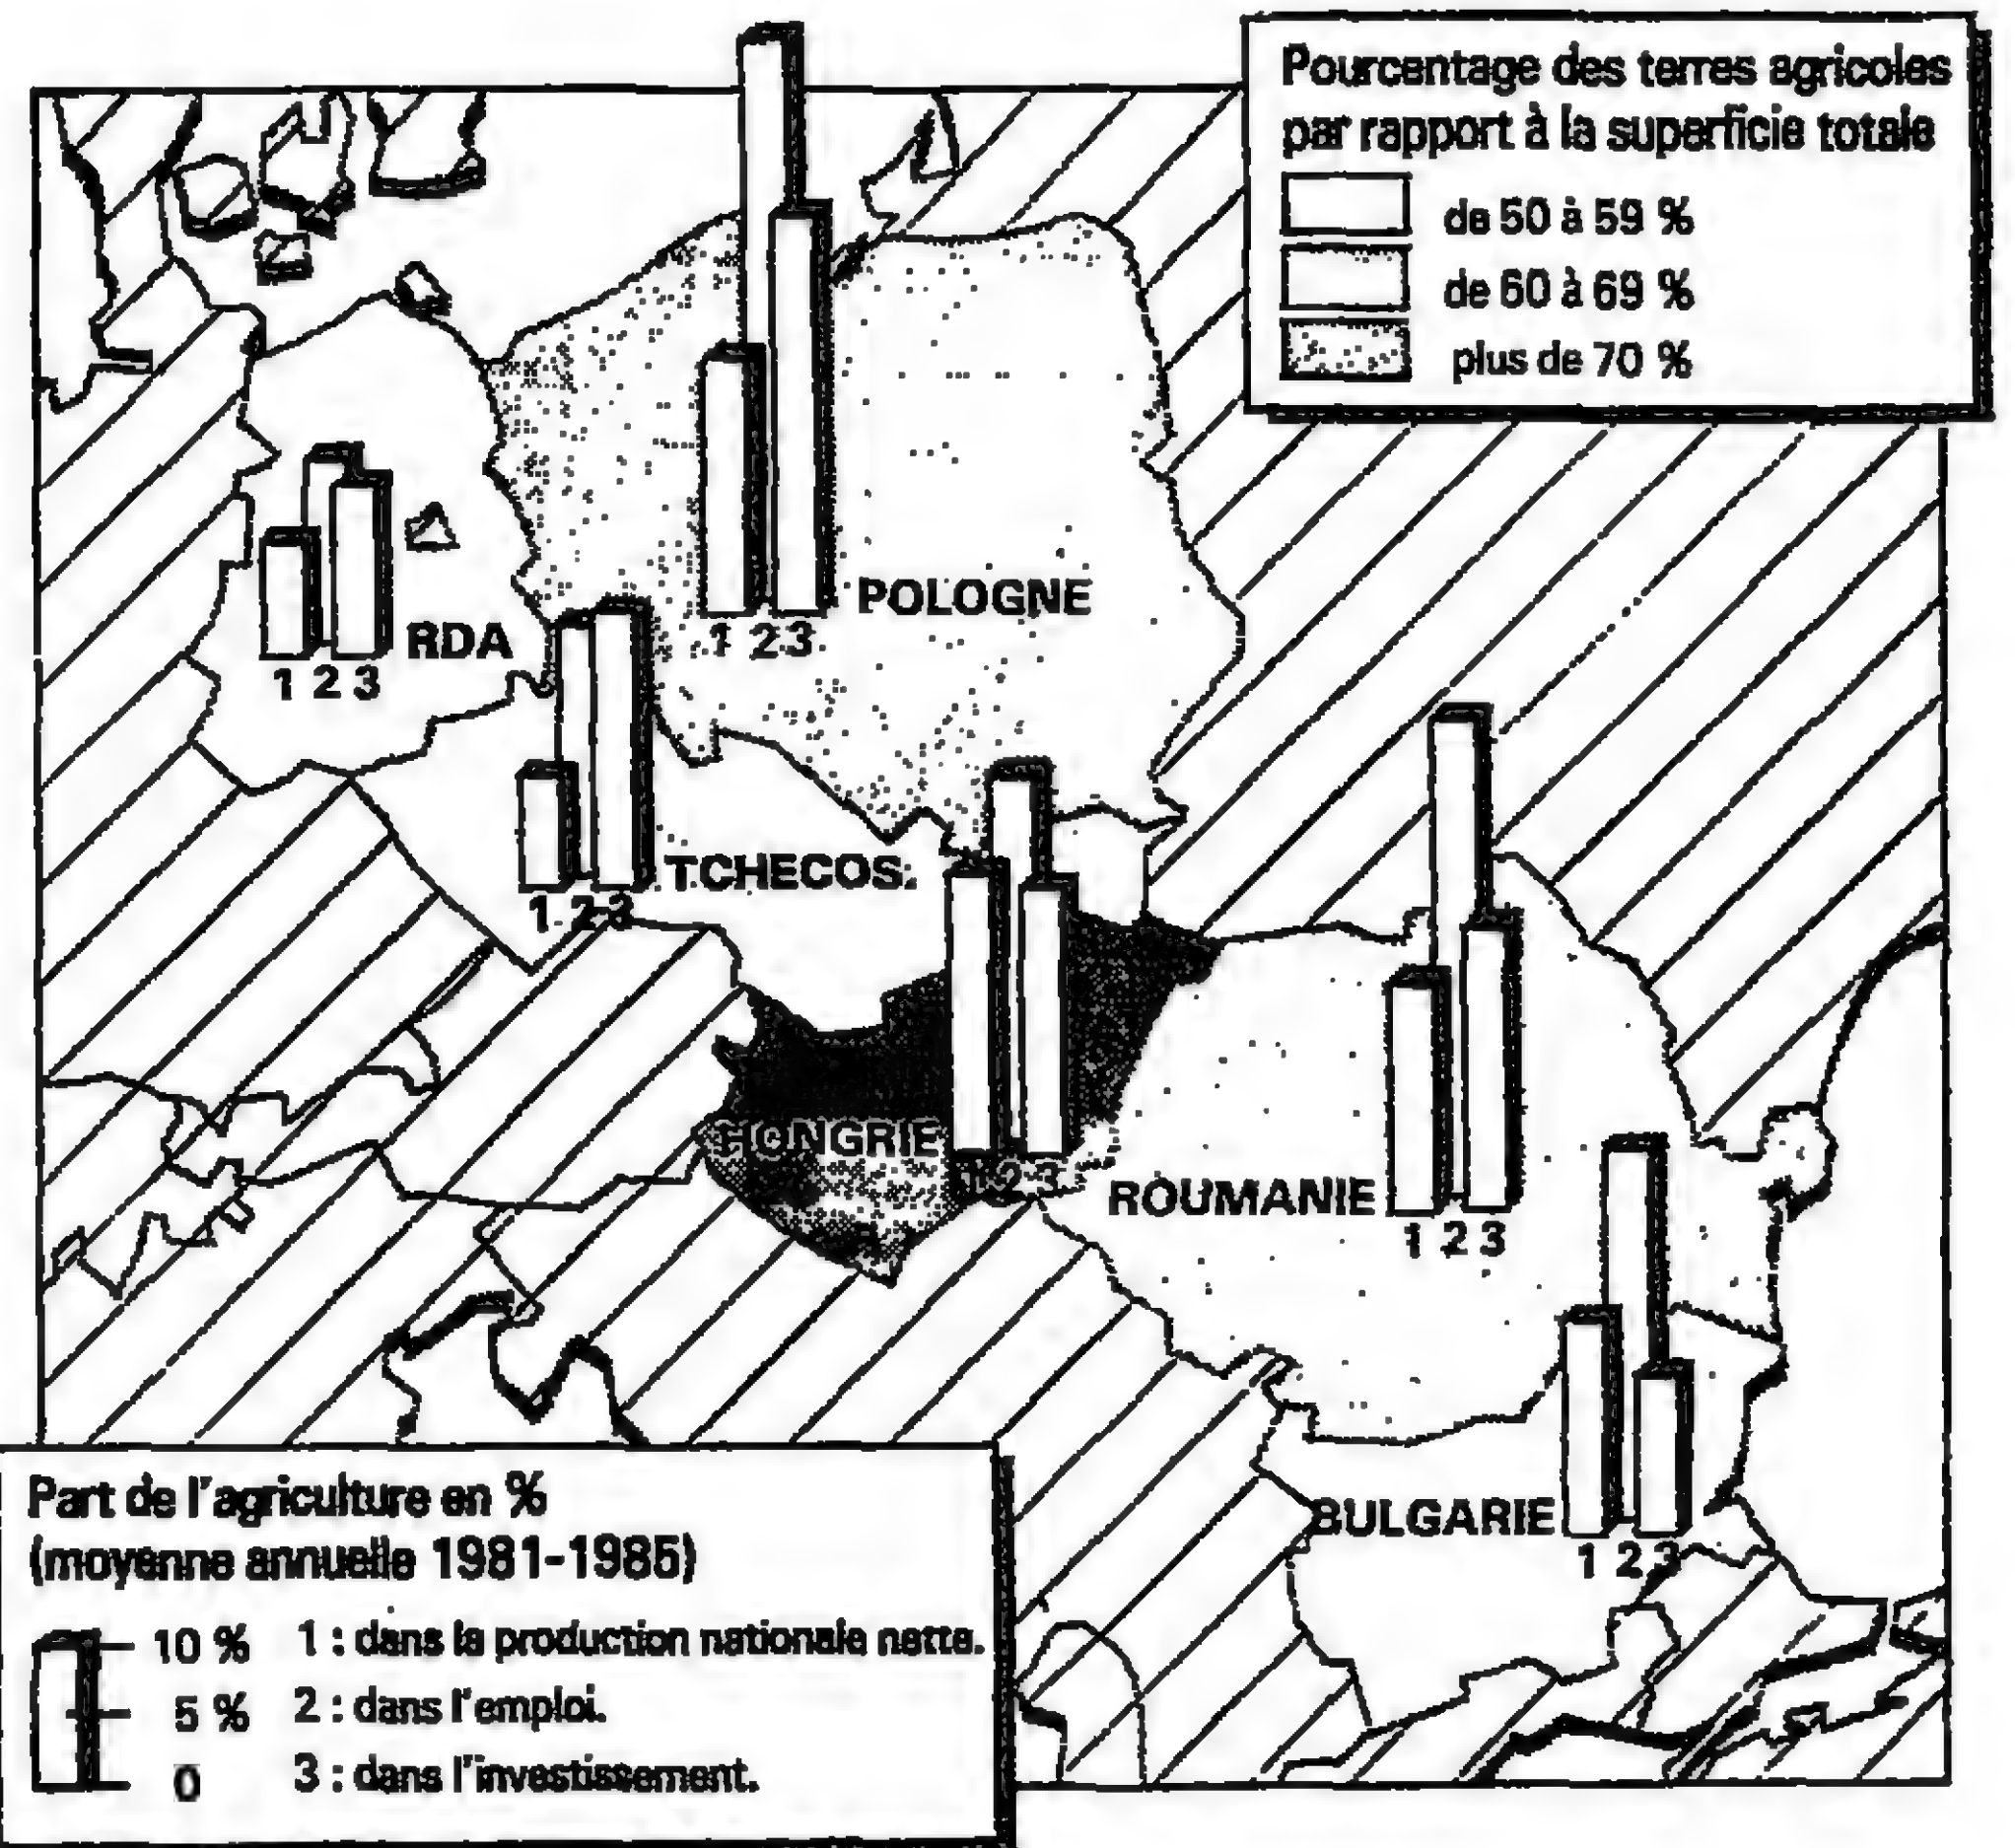 Pourcentage des terres agricoles
par rapport à la superficie totale
de 50 à 59 %
de 60 à 69 %
plus de 70 %
POLOGNE
1 2 3
RDA
1 2 3
TCHECOS.
1 2 3
HONGRIE
1 2 3
ROUMANIE
1 2 3
BULGARIE
1 2 3
Part de l'agriculture en %
(moyenne annuelle 1981-1985)
10 % 1 : dans la production nationale nette.
5 % 2 : dans l'emploi.
0 3 : dans l'investissement.